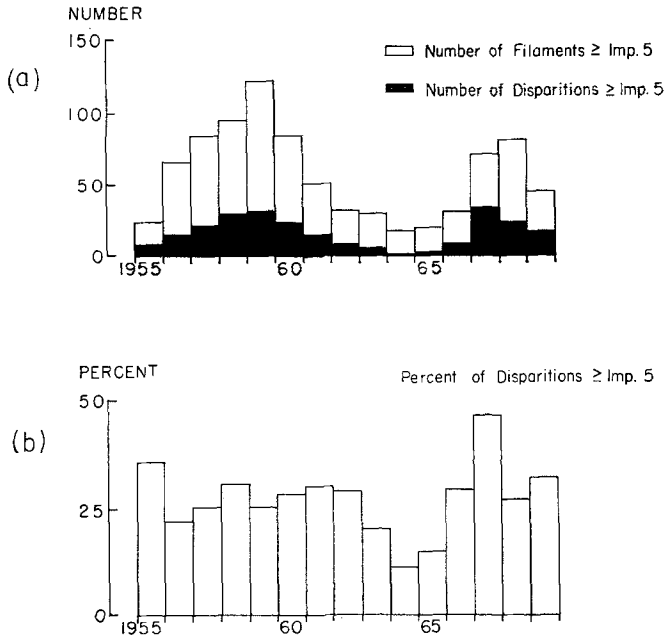 NUMBER
150
(a)
Number of Filaments ≥ Imp. 5
Number of Disparitions ≥ Imp. 5
100
50
0
1955 60 65
PERCENT
Percent of Disparitions ≥ Imp. 5
50
(b)
25
0
1955 60 65